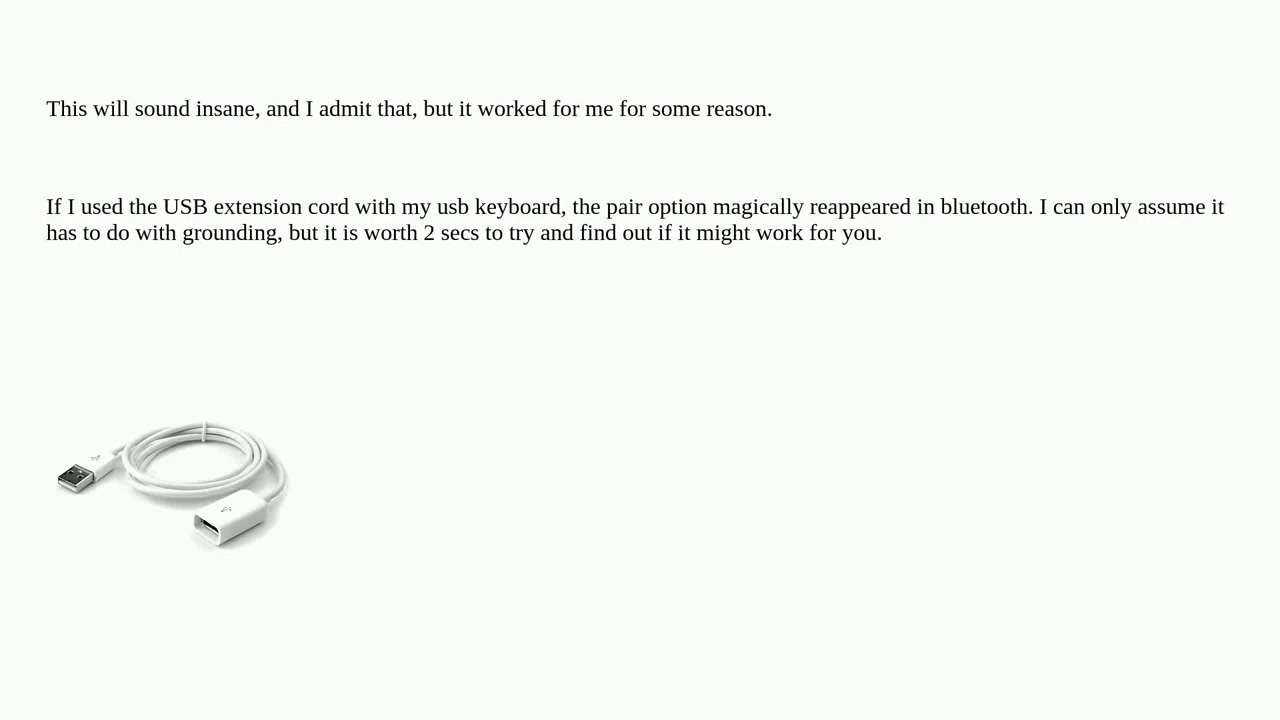 This will sound insane, and I admit that, but it worked for me for some reason.
If I used the USB extension cord with my usb keyboard, the pair option magically reappeared in bluetooth. I can only assume it
has to do with grounding, but it is worth 2 secs to try and find out if it might work for you.